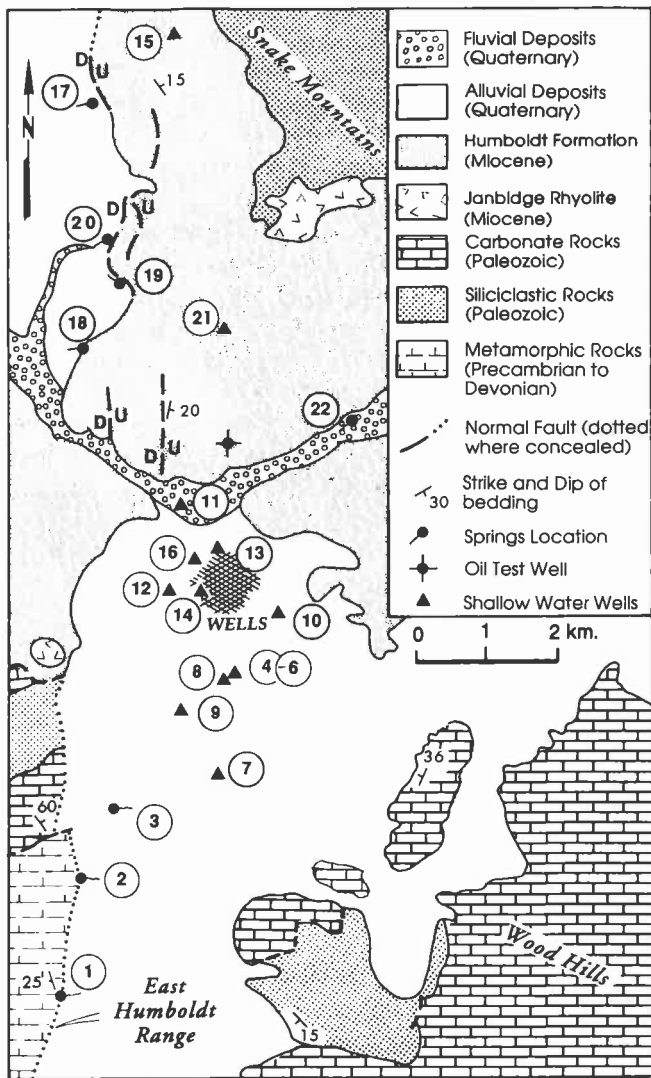 15
Snake Mountains
D
U
15
17
N
D
U
20
19
21
18
22
20
D
U
D
U
11
16
13
12
14
WELLS
10
8
4
6
9
7
36
3
60
2
1
25
East
Humboldt
Range
15
Wood Hills
Fluvial Deposits
(Quaternary)
Alluvial Deposits
(Quaternary)
Humboldt Formation
(Miocene)
Janbldge Rhyolite
(Miocene)
Carbonate Rocks
(Paleozoic)
Siliciclastic Rocks
(Paleozoic)
Metamorphic Rocks
(Precambrian to
Devonian)
Normal Fault (dotted
where concealed)
Strike and Dip of
bedding
30
Springs Location
Oil Test Well
Shallow Water Wells
0 1 2 km.